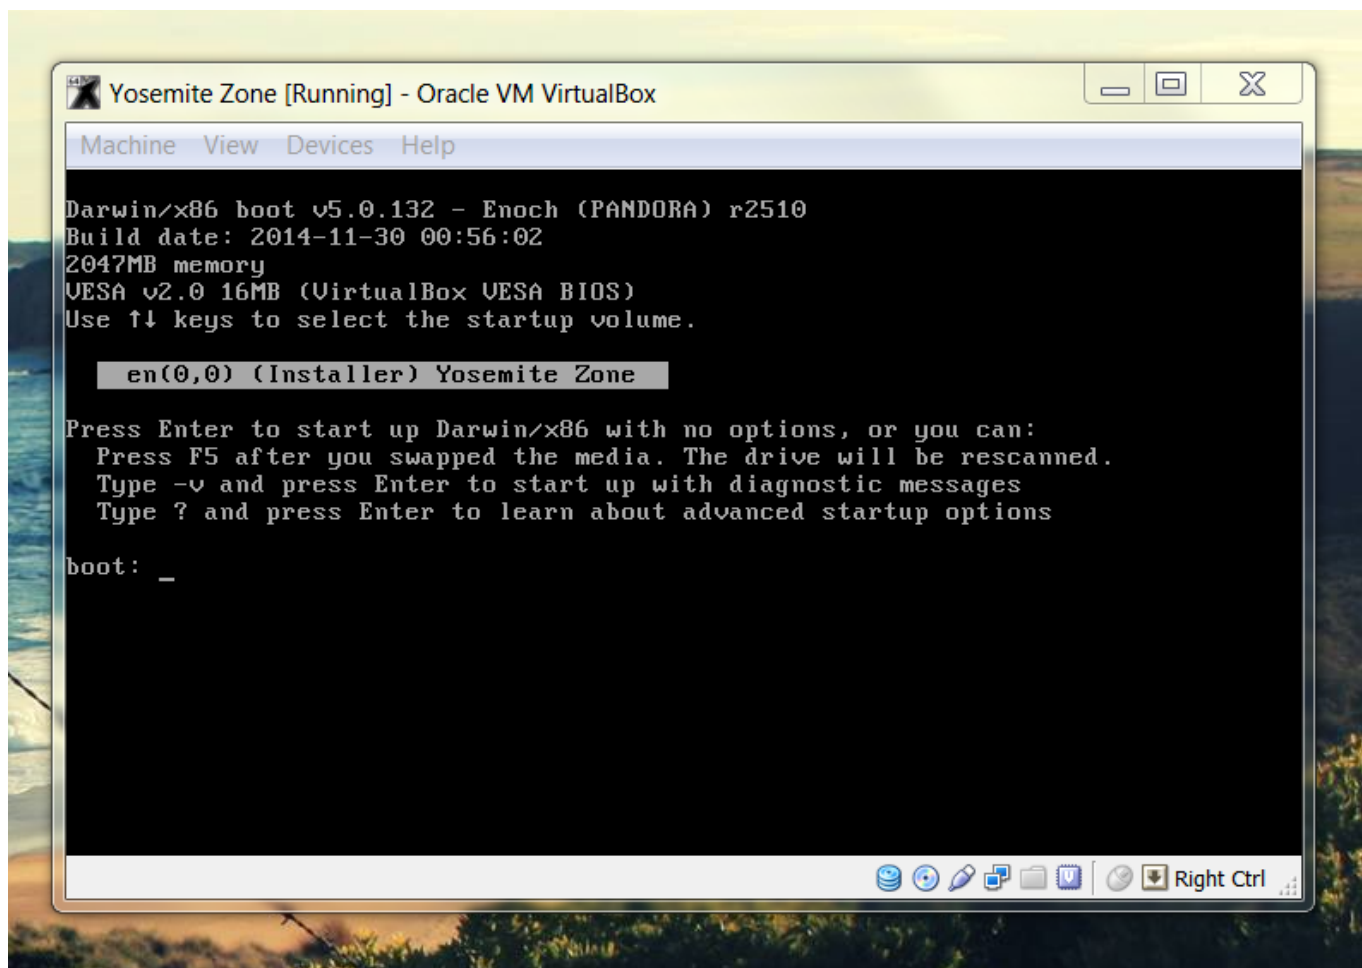 Yosemite Zone [Running] - Oracle VM VirtualBox
Machine View Devices Help
Darwin/x86 boot v5.0.132 - Enoch (PANDORA) r2510
Build date: 2014-11-30 00:56:02
2047MB memory
VESA v2.0 16MB (VirtualBox VESA BIOS)
Use ↑↓ keys to select the startup volume.
en(0,0) (Installer) Yosemite Zone
Press Enter to start up Darwin/x86 with no options, or you can:
Press F5 after you swapped the media. The drive will be rescanned.
Type -v and press Enter to start up with diagnostic messages
Type ? and press Enter to learn about advanced startup options
boot: _
Right Ctrl